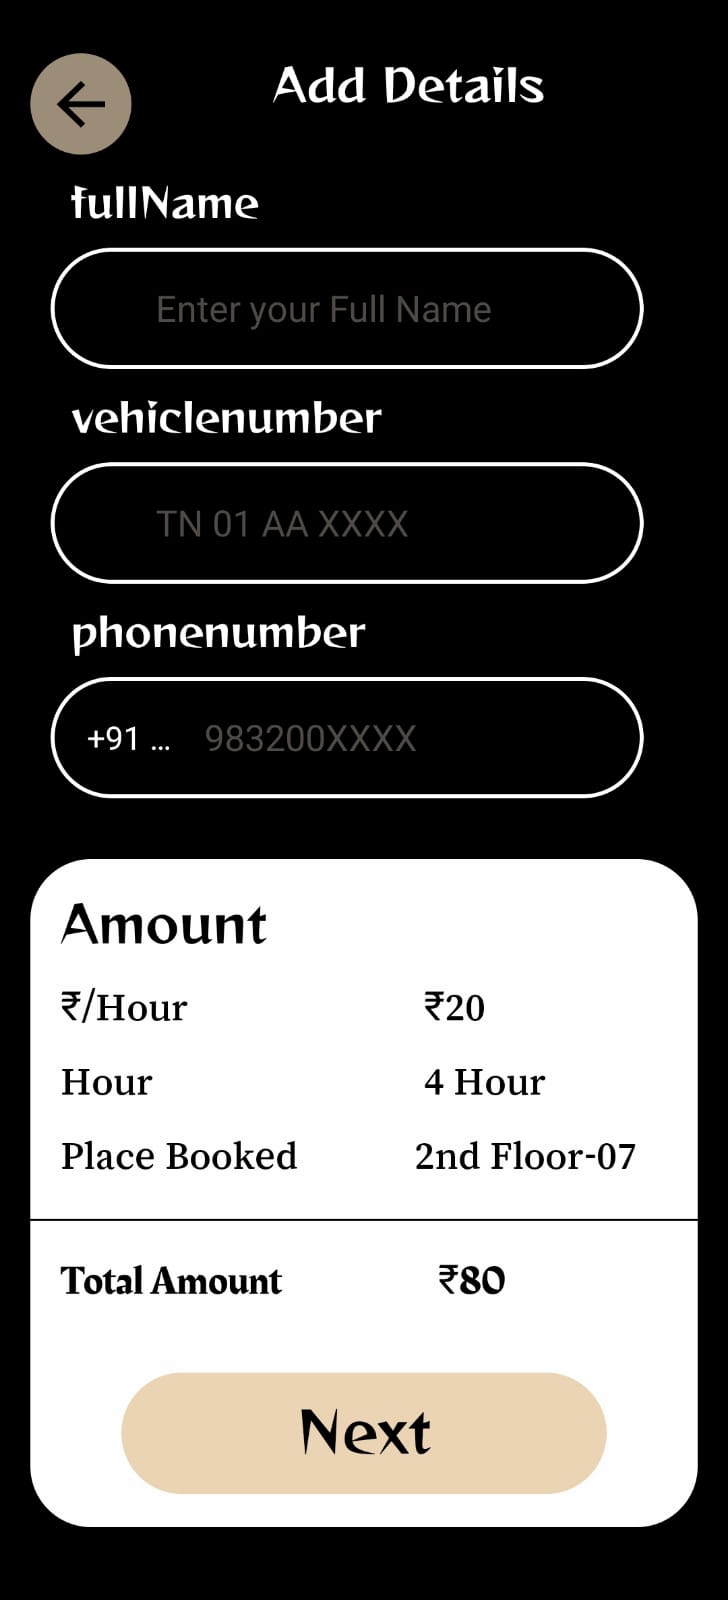 Add Details
fullName
Enter your Full Name
vehiclenumber
TN 01 AA XXXX
phonenumber
+91 ... 983200XXXX
Amount
₹/Hour ₹20
Hour 4 Hour
Place Booked 2nd Floor-07
Total Amount ₹80
Next